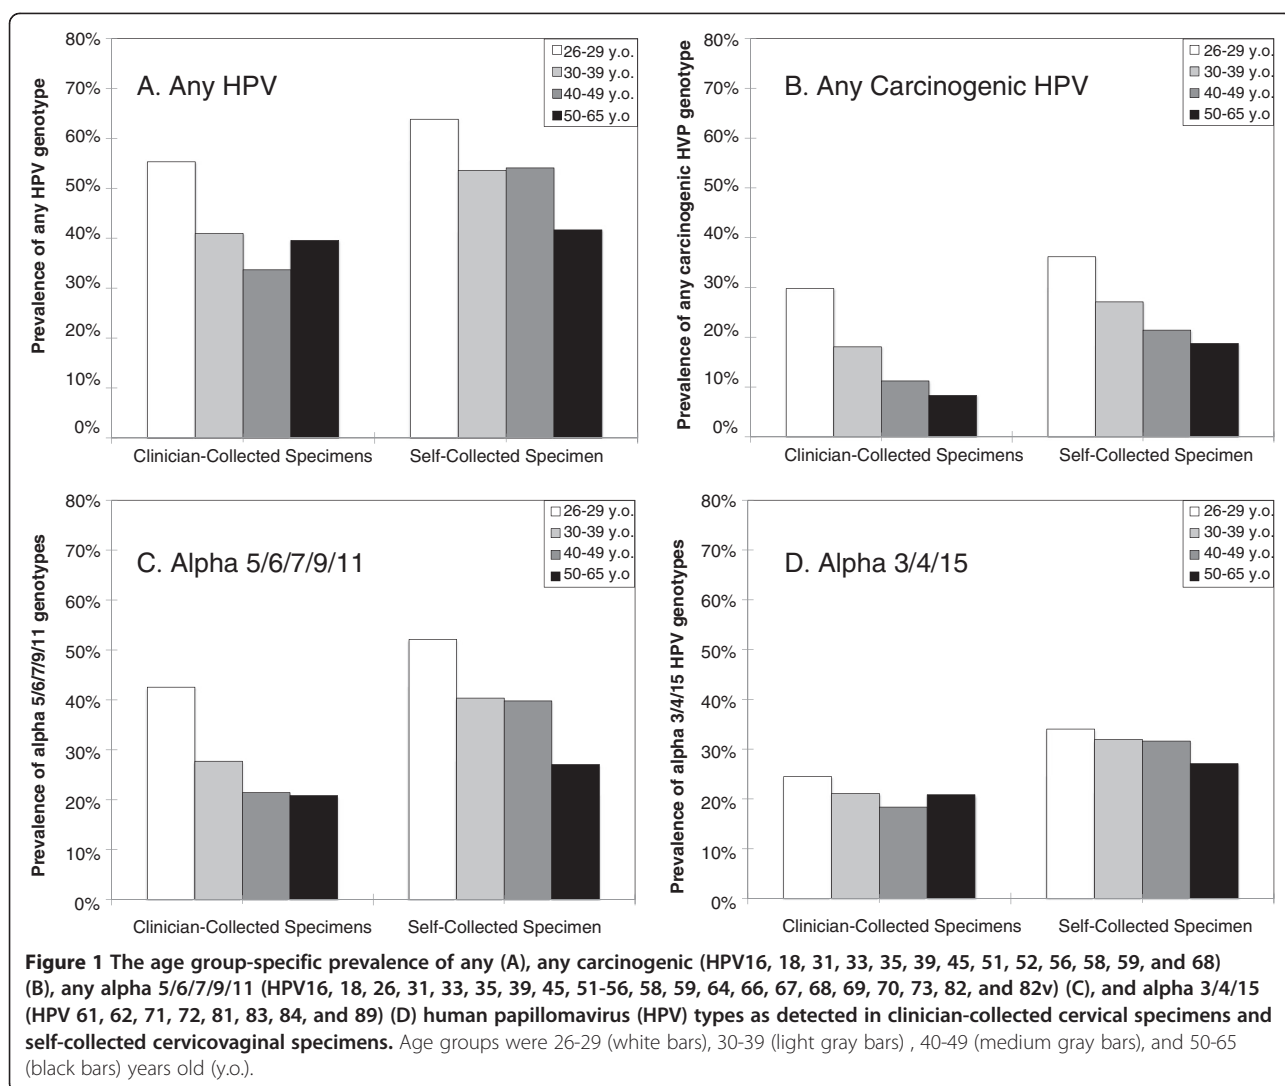 80%
70%
60%
50%
40%
30%
20%
10%
0%
Prevalence of any HPV genotype
A. Any HPV
26-29 y.o.
30-39 y.o.
40-49 y.o.
50-65 y.o
Clinician-Collected Specimens
Self-Collected Specimen
80%
70%
60%
50%
40%
30%
20%
10%
0%
Prevalence of any carcinogenic HVP genotype
B. Any Carcinogenic HPV
26-29 y.o.
30-39 y.o.
40-49 y.o.
50-65 y.o
Clinician-Collected Specimens
Self-Collected Specimen
80%
70%
60%
50%
40%
30%
20%
10%
0%
Prevalence of alpha 5/6/7/9/11 genotypes
C. Alpha 5/6/7/9/11
26-29 y.o.
30-39 y.o.
40-49 y.o.
50-65 y.o
Clinician-Collected Specimens
Self-Collected Specimen
80%
70%
60%
50%
40%
30%
20%
10%
0%
Prevalence of alpha 3/4/15 HPV genotypes
D. Alpha 3/4/15
26-29 y.o.
30-39 y.o.
40-49 y.o.
50-65 y.o
Clinician-Collected Specimens
Self-Collected Specimen
Figure 1 The age group-specific prevalence of any (A), any carcinogenic (HPV16, 18, 31, 33, 35, 39, 45, 51, 52, 56, 58, 59, and 68)
(B), any alpha 5/6/7/9/11 (HPV16, 18, 26, 31, 33, 35, 39, 45, 51-56, 58, 59, 64, 66, 67, 68, 69, 70, 73, 82, and 82v) (C), and alpha 3/4/15
(HPV 61, 62, 71, 72, 81, 83, 84, and 89) (D) human papillomavirus (HPV) types as detected in clinician-collected cervical specimens and
self-collected cervicovaginal specimens. Age groups were 26-29 (white bars), 30-39 (light gray bars) , 40-49 (medium gray bars), and 50-65
(black bars) years old (y.o.).